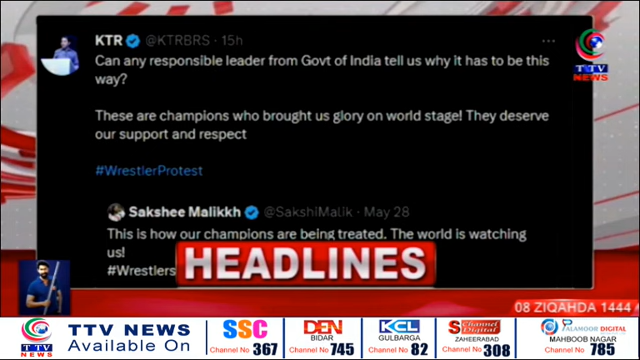 KTR @KTRBRS · 15h
Can any responsible leader from Govt of India tell us why it has to be this
way?
These are champions who brought us glory on world stage! They deserve
our support and respect
#WrestlerProtest
Sakshee Malikkh @SakshiMalik · May 28
This is how our champions are being treated. The world is watching
us!
#Wrestlers
HEADLINES
TTV
NEWS
08 ZIQAHDA 1444
TTV NEWS
Available On
SSC
Channel No 367
DEN
BIDAR
Channel No 745
KCL
GULBARGA
Channel No 82
S Channel Digital
ZAHEERABAD
Channel No 308
PALAMOOR DIGITAL
MAHBOOB NAGAR
Channel No 785